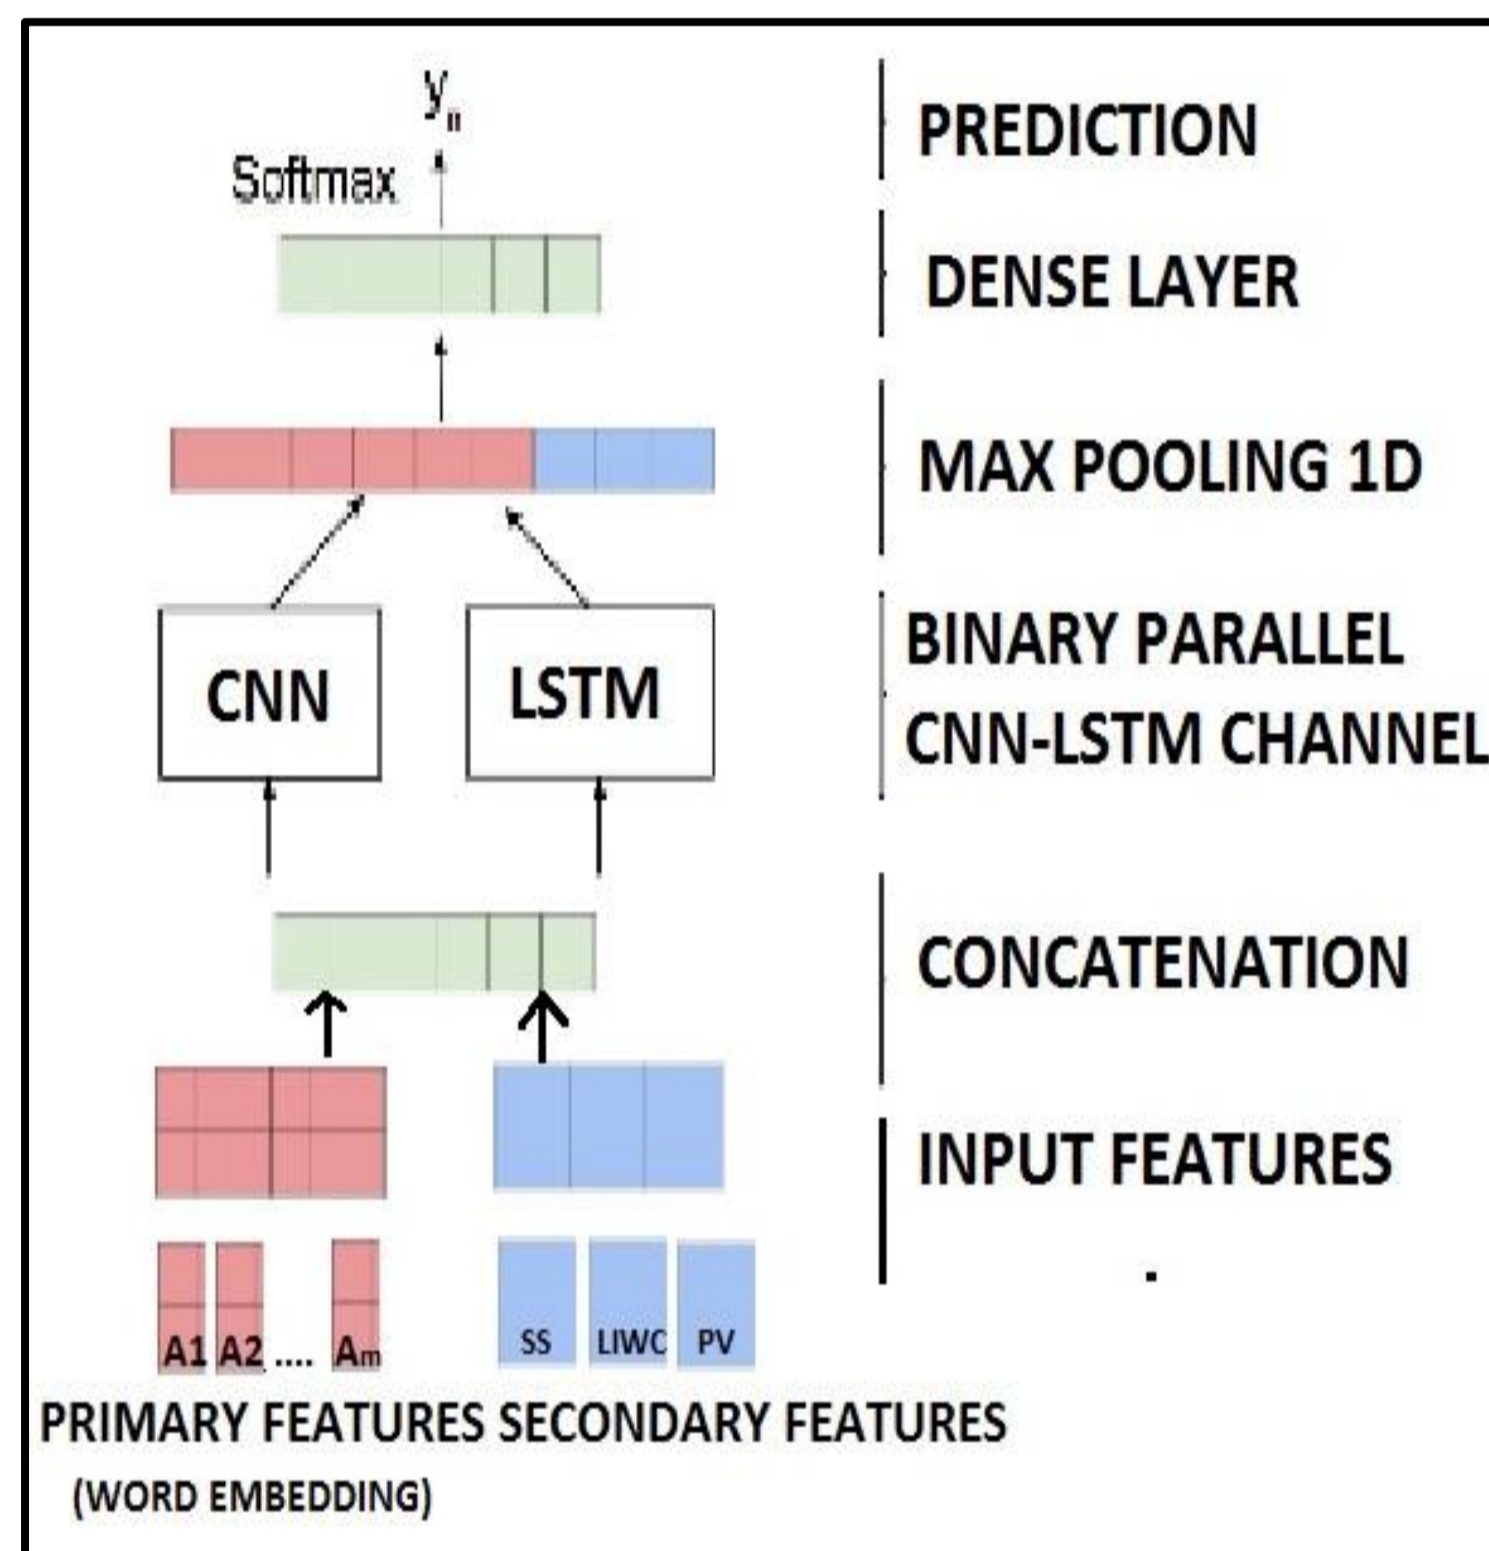 yn
Softmax
PREDICTION
DENSE LAYER
MAX POOLING 1D
CNN
LSTM
BINARY PARALLEL
CNN-LSTM CHANNEL
CONCATENATION
INPUT FEATURES
A1 A2 .... Am
SS LIWC PV
PRIMARY FEATURES SECONDARY FEATURES
(WORD EMBEDDING)